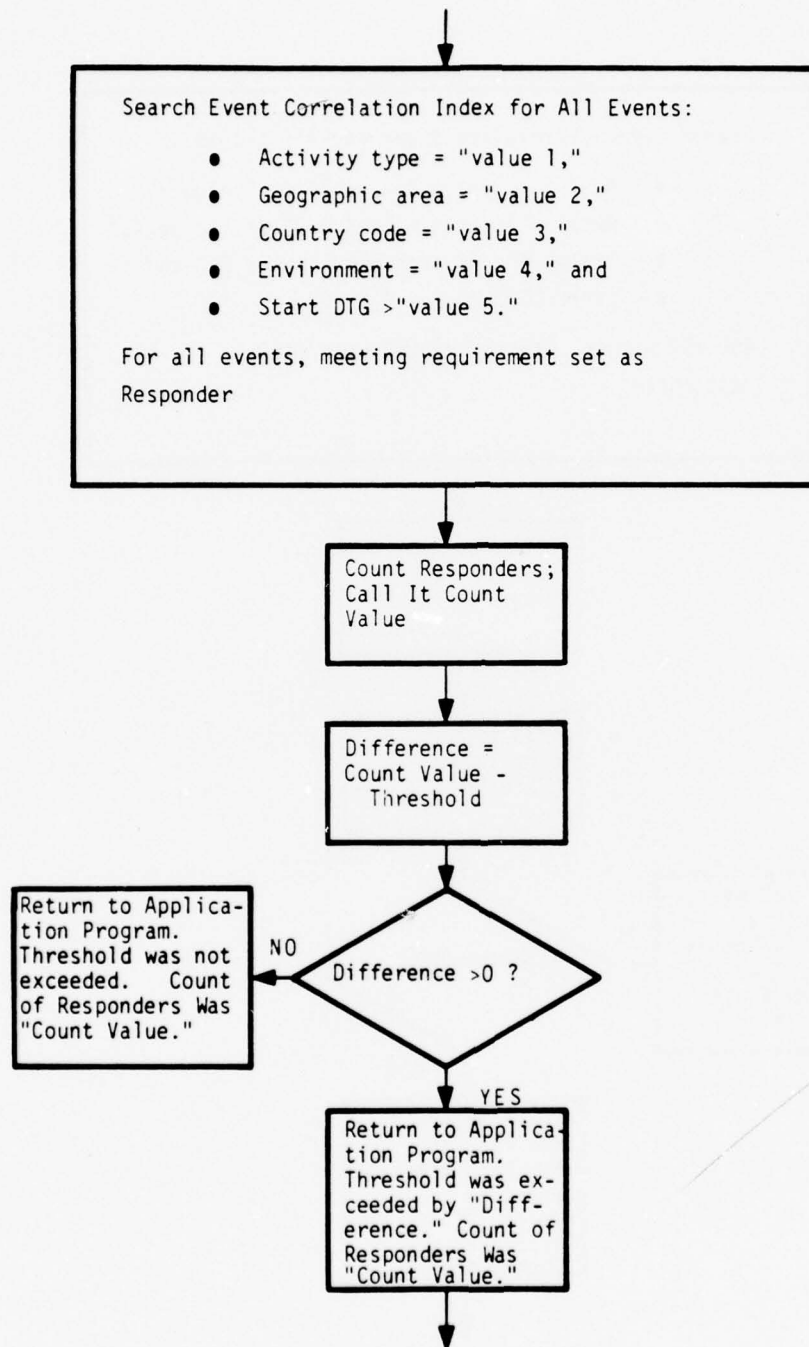 Search Event Correlation Index for All Events:
● Activity type = "value 1,"
● Geographic area = "value 2,"
● Country code = "value 3,"
● Environment = "value 4," and
● Start DTG >"value 5."
For all events, meeting requirement set as
Responder
Count Responders;
Call It Count
Value
Difference =
Count Value -
Threshold
Difference >0 ?
NO
Return to Applica-
tion Program.
Threshold was not
exceeded. Count
of Responders Was
"Count Value."
YES
Return to Applica-
tion Program.
Threshold was ex-
ceeded by "Diff-
erence." Count of
Responders Was
"Count Value."